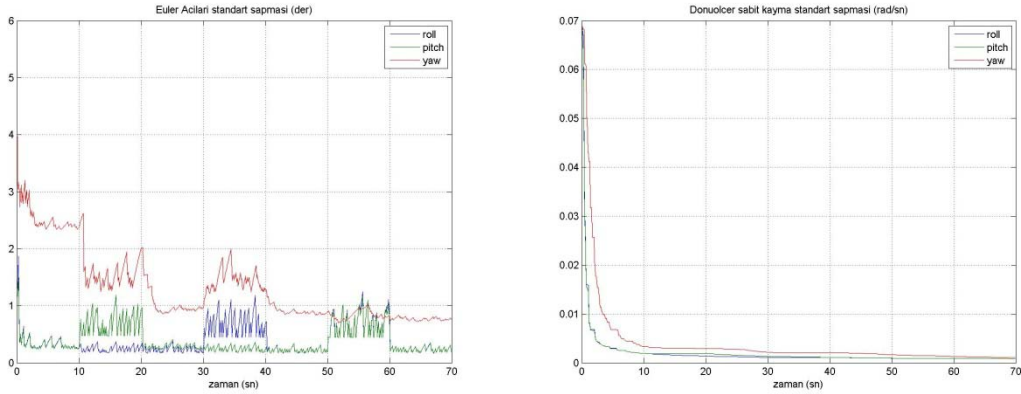 Euler Acilari standart sapmasi (der)
6
5
4
3
2
1
0
0 10 20 30 40 50 60 70
zaman (sn)
roll
pitch
yaw
Donuolcer sabit kayma standart sapmasi (rad/sn)
0.07
0.06
0.05
0.04
0.03
0.02
0.01
0
0 10 20 30 40 50 60 70
zaman (sn)
roll
pitch
yaw